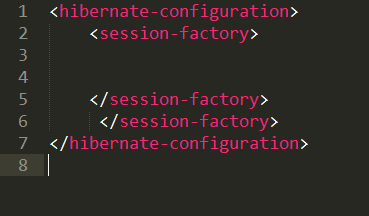 1 <hibernate-configuration>
2     <session-factory>
3
4
5     </session-factory>
6      </session-factory>
7 </hibernate-configuration>
8